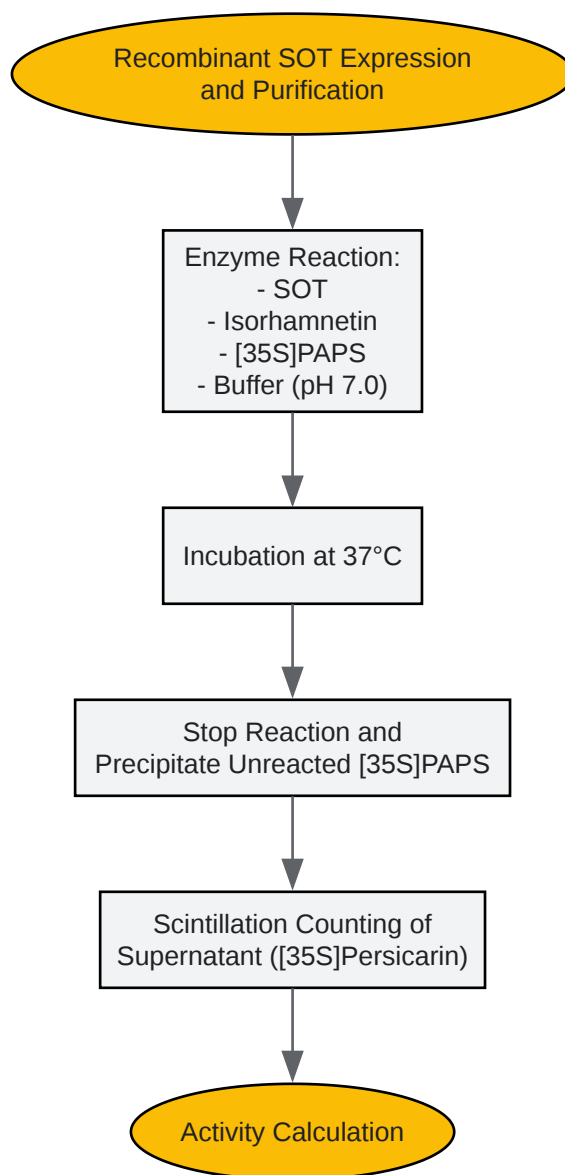 Recombinant SOT Expression
and Purification
Enzyme Reaction:
- SOT
- Isorhamnetin
- [35S]PAPS
- Buffer (pH 7.0)
Incubation at 37°C
Stop Reaction and
Precipitate Unreacted [35S]PAPS
Scintillation Counting of
Supernatant ([35S]Persicarin)
Activity Calculation